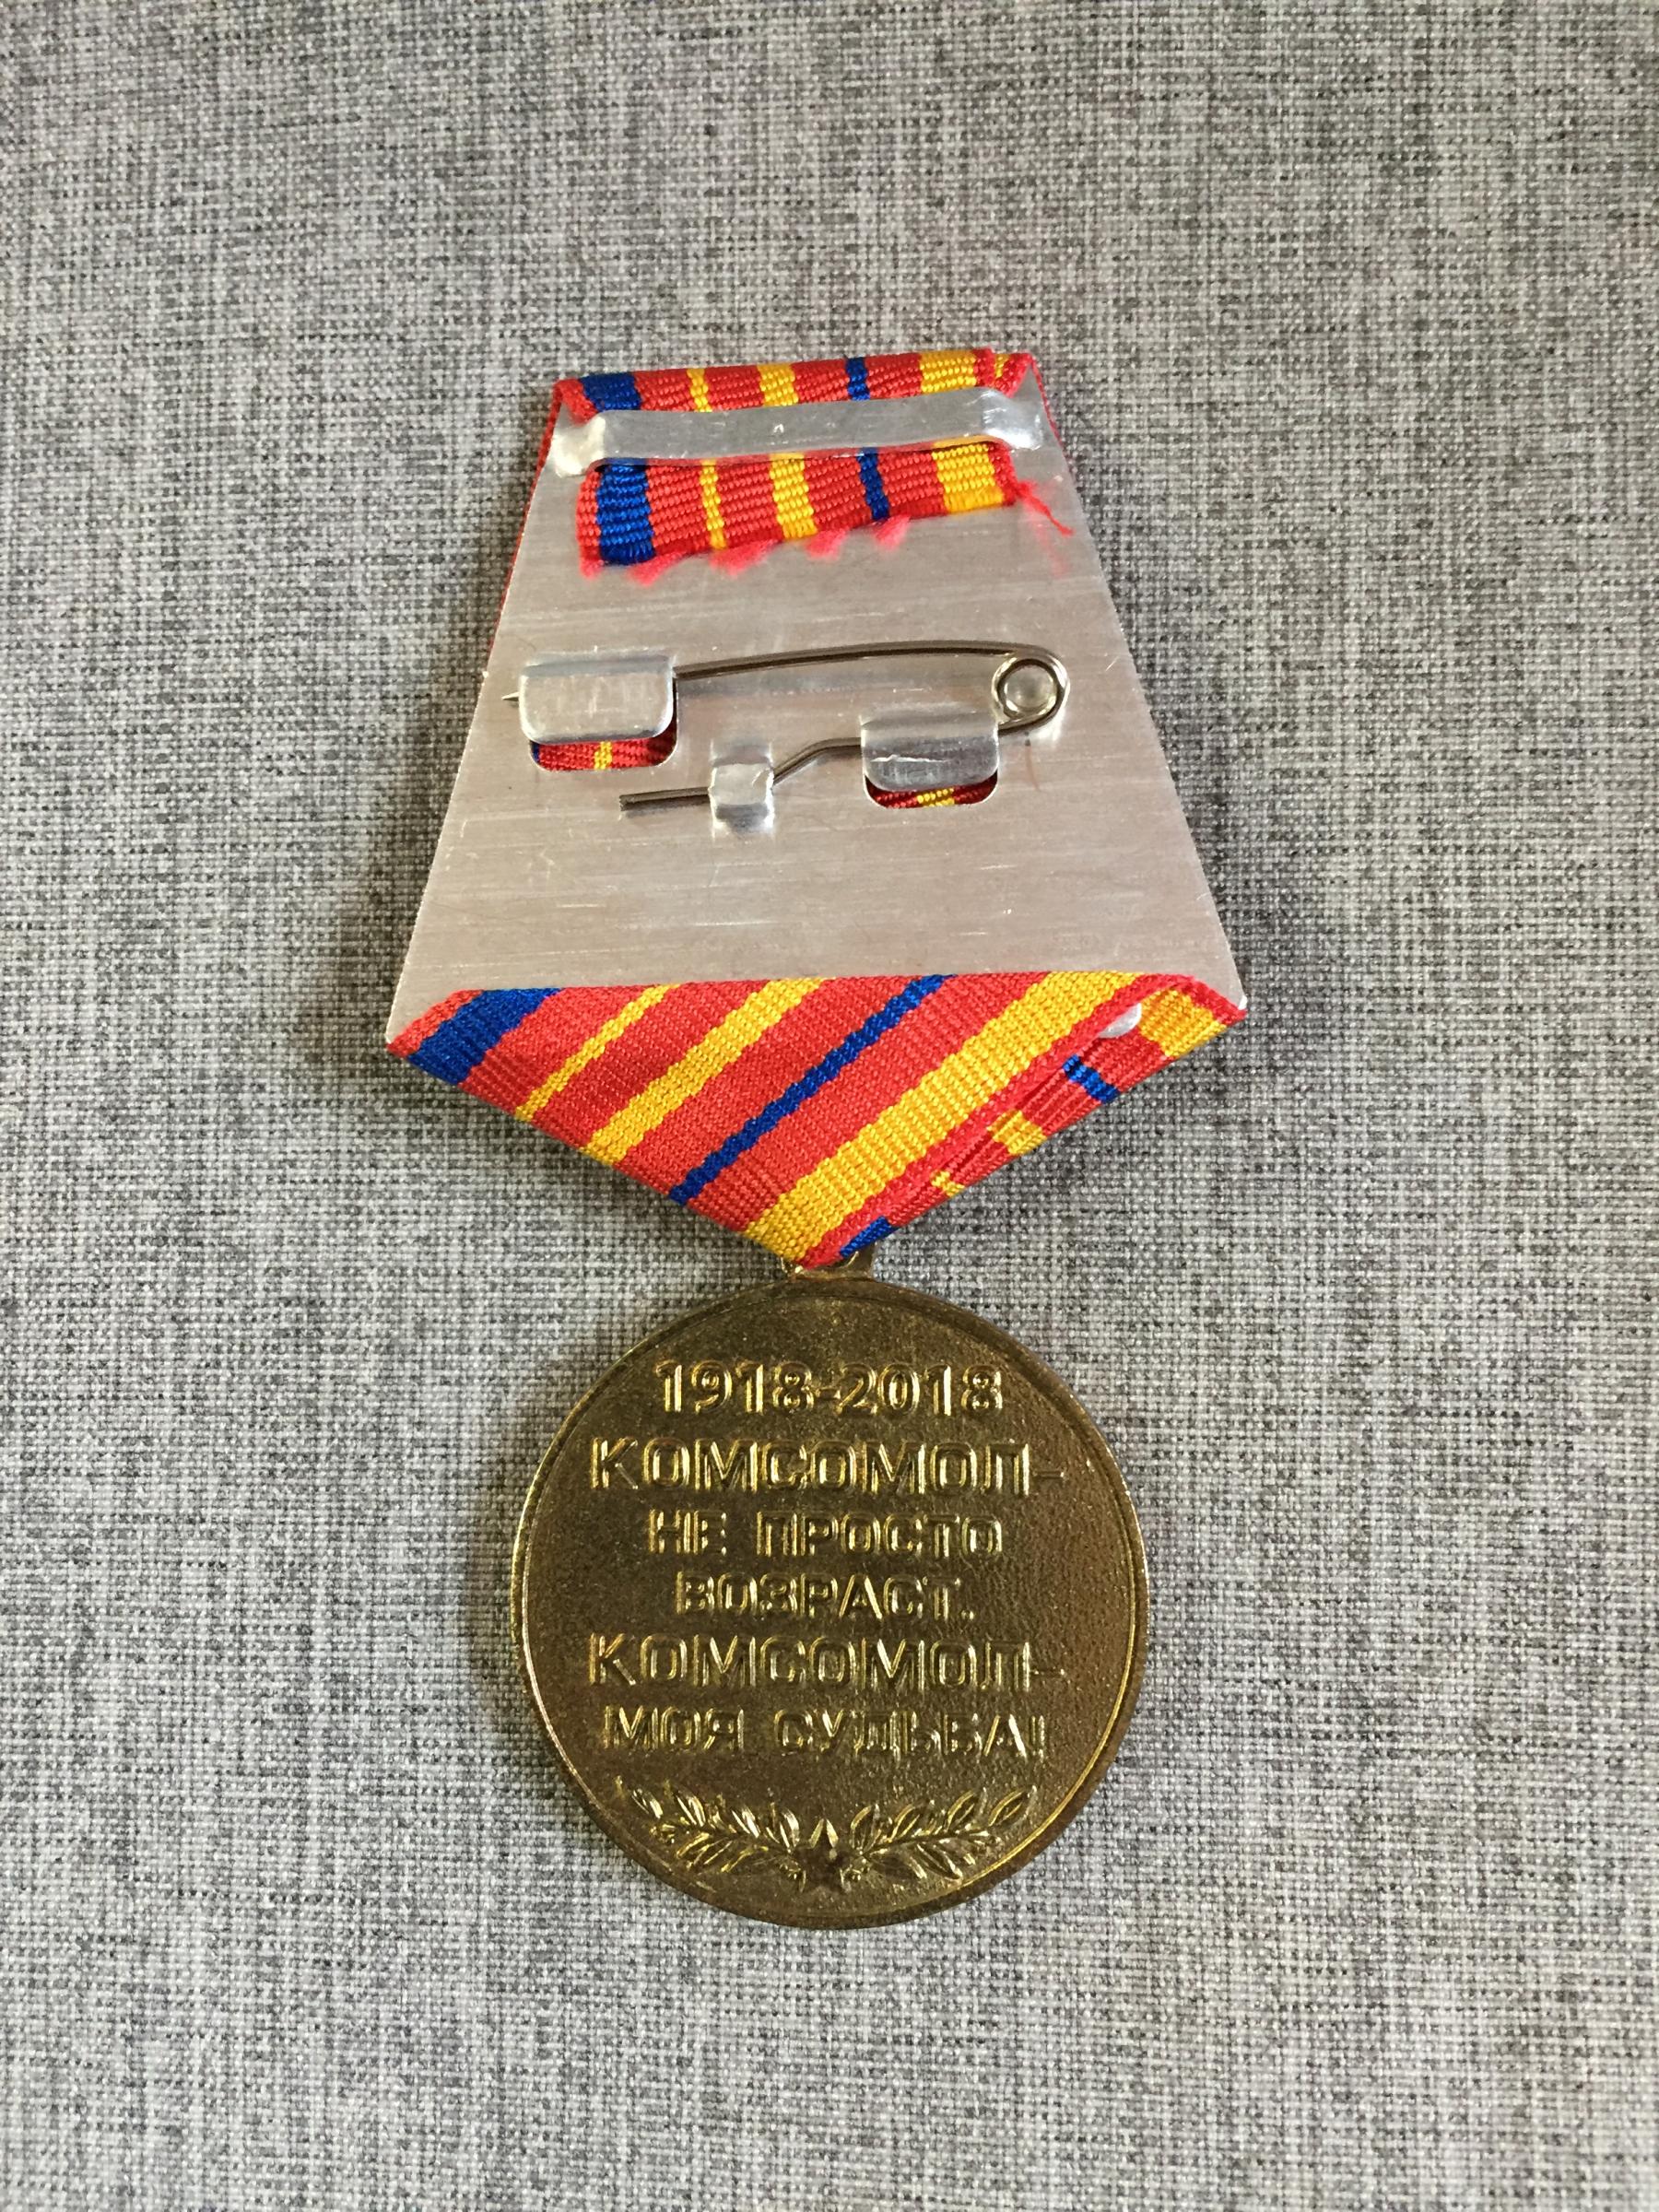 1918-2018
КОМСОМОЛ-
НЕ ПРОСТО
ВОЗРАСТ.
КОМСОМОЛ-
МОЯ СУДЬБА!